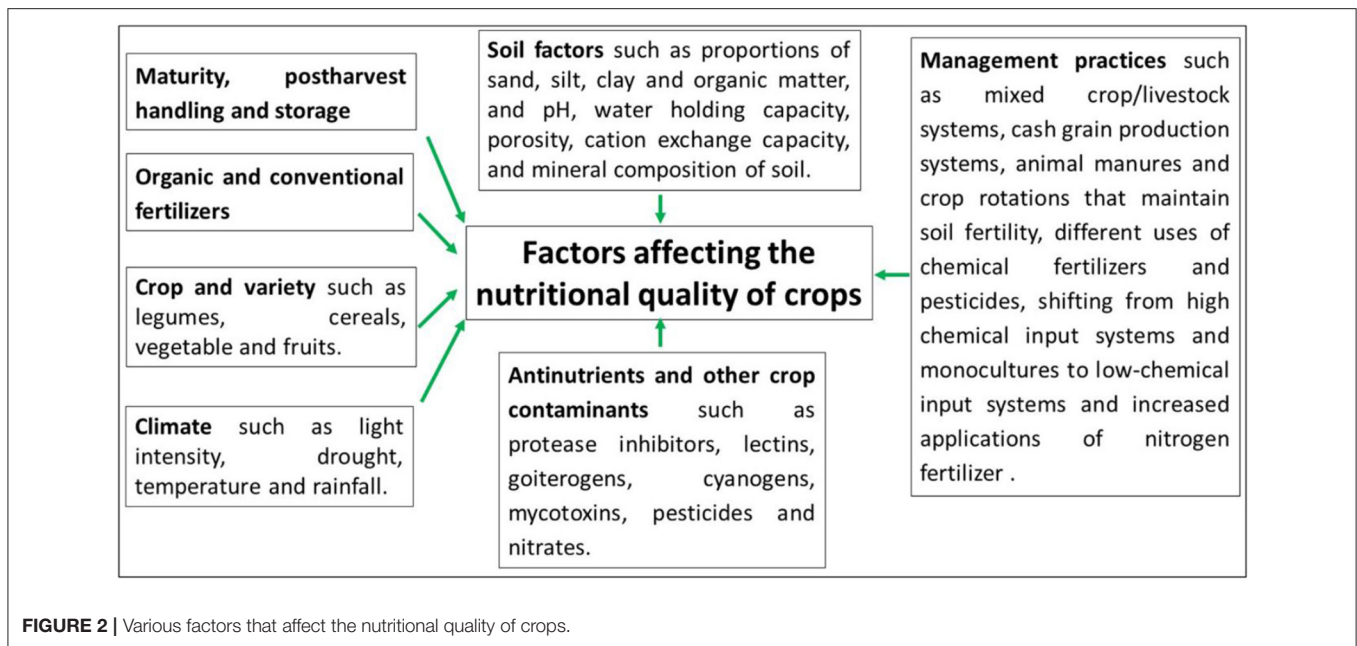 Maturity, postharvest
handling and storage
Organic and conventional
fertilizers
Crop and variety such as
legumes, cereals,
vegetable and fruits.
Climate such as light
intensity, drought,
temperature and rainfall.
Soil factors such as proportions of
sand, silt, clay and organic matter,
and pH, water holding capacity,
porosity, cation exchange capacity,
and mineral composition of soil.
Factors affecting the
nutritional quality of crops
Antinutrients and other crop
contaminants such as
protease inhibitors, lectins,
goiterogens, cyanogens,
mycotoxins, pesticides and
nitrates.
Management practices such
as mixed crop/livestock
systems, cash grain production
systems, animal manures and
crop rotations that maintain
soil fertility, different uses of
chemical fertilizers and
pesticides, shifting from high
chemical input systems and
monocultures to low-chemical
input systems and increased
applications of nitrogen
fertilizer .
FIGURE 2 | Various factors that affect the nutritional quality of crops.